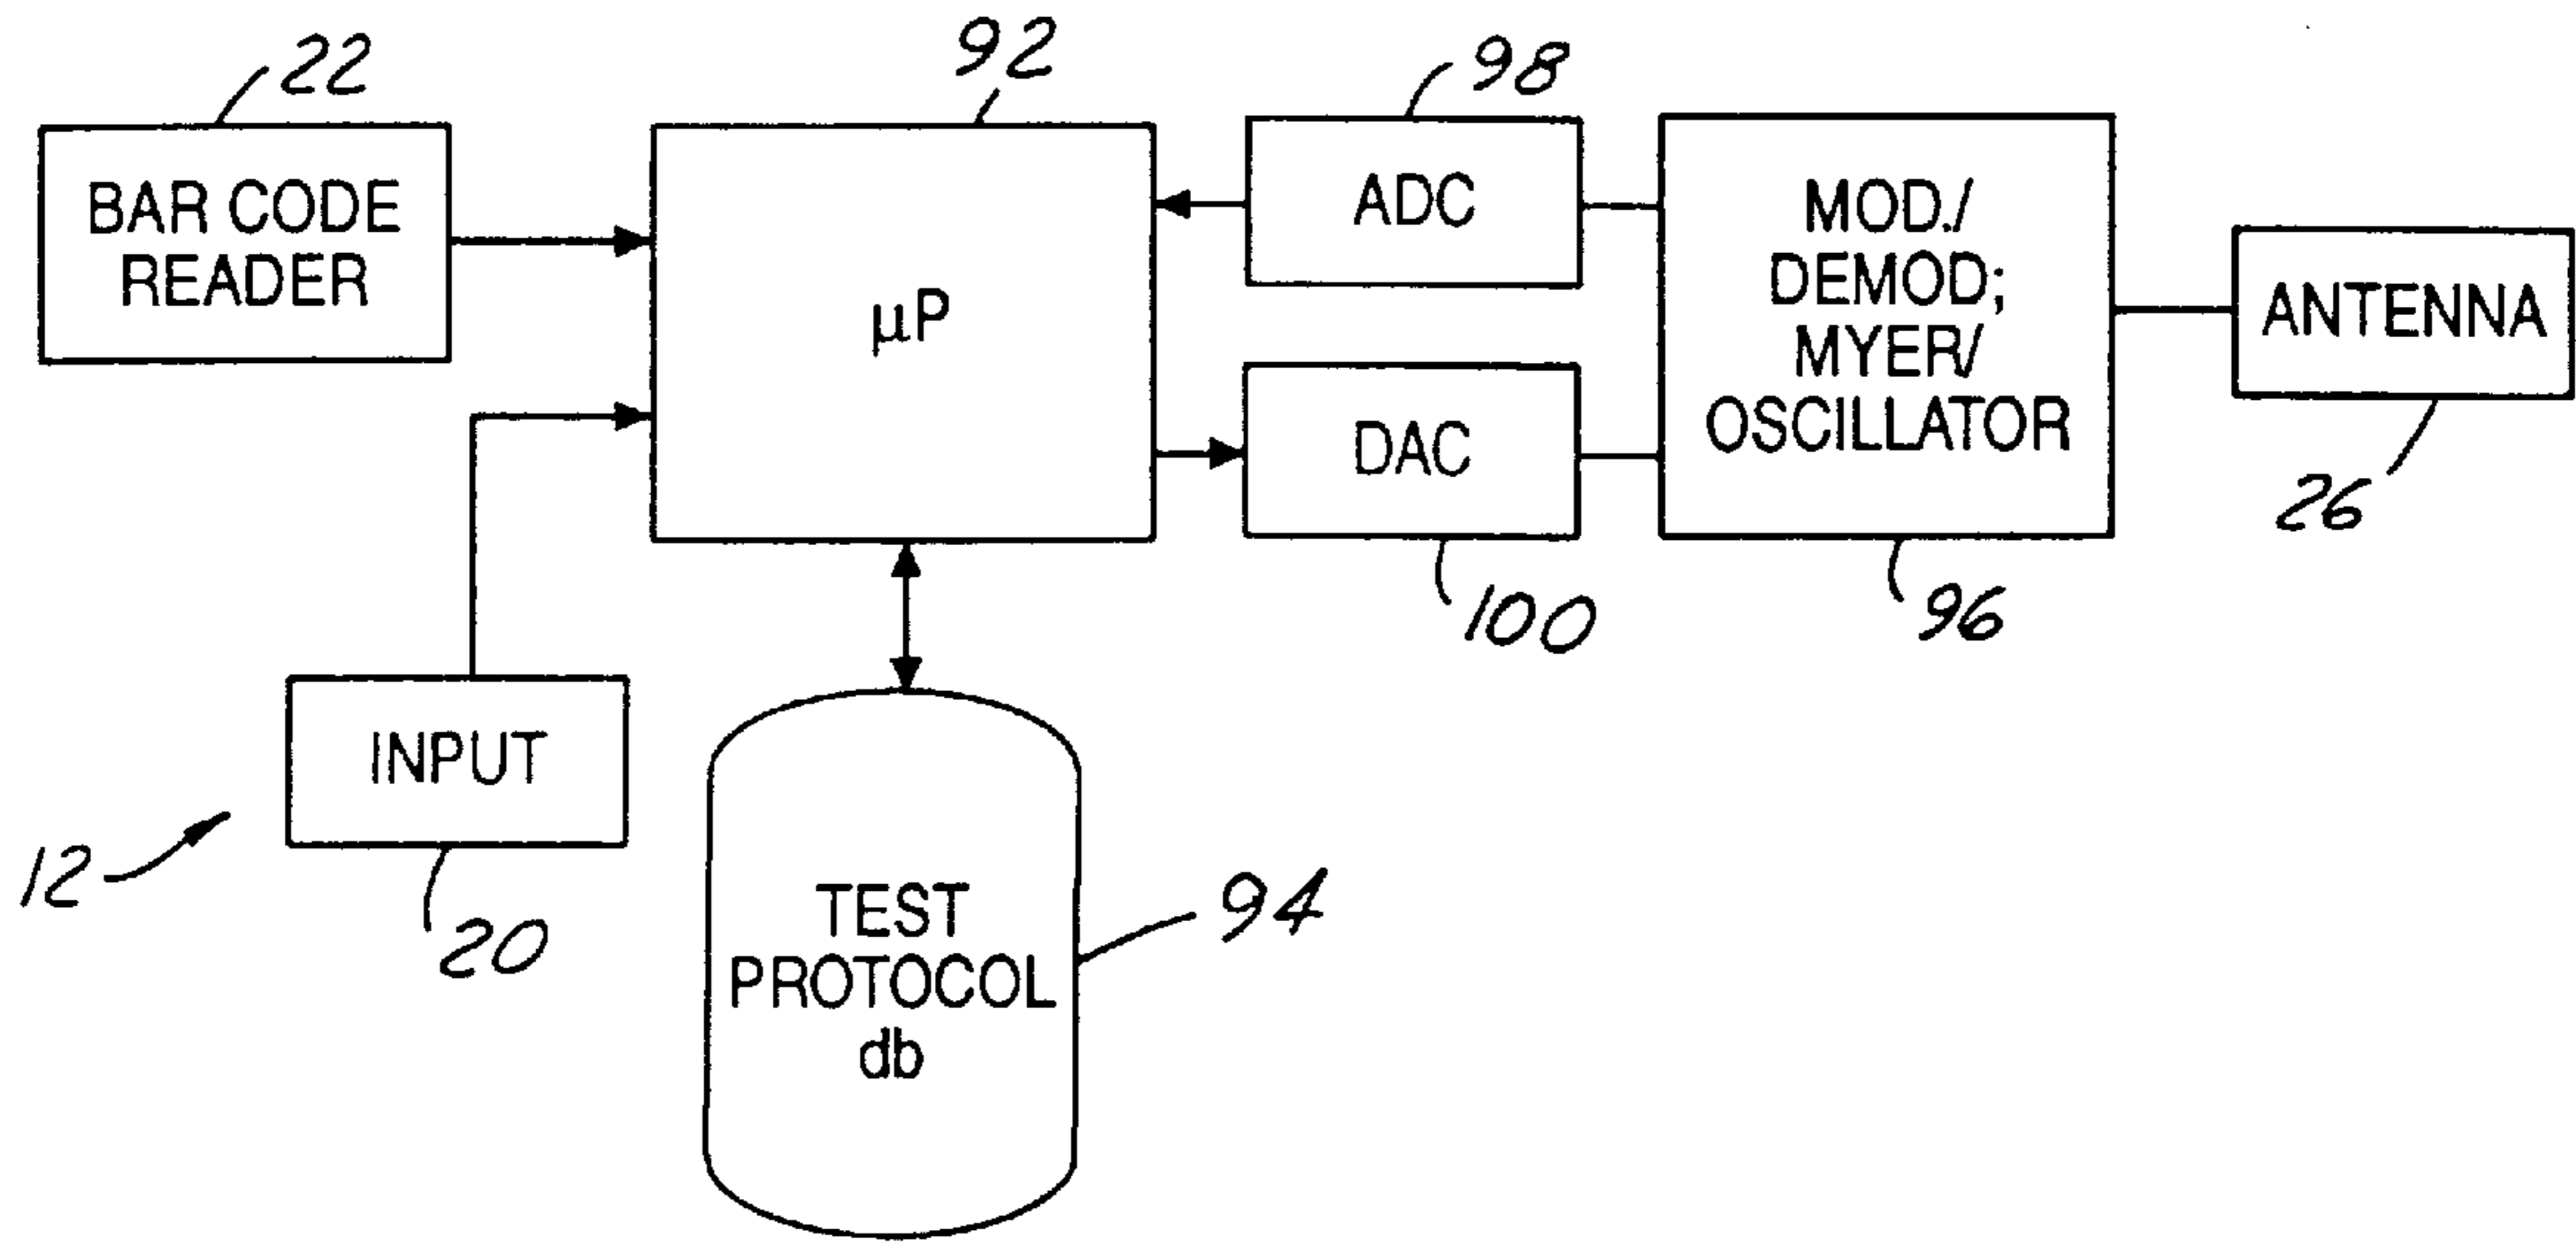 22
92
98
BAR CODE
READER
µP
ADC
MOD./
DEMOD;
MYER/
OSCILLATOR
ANTENNA
DAC
26
100
96
INPUT
12
20
TEST
PROTOCOL
db
94